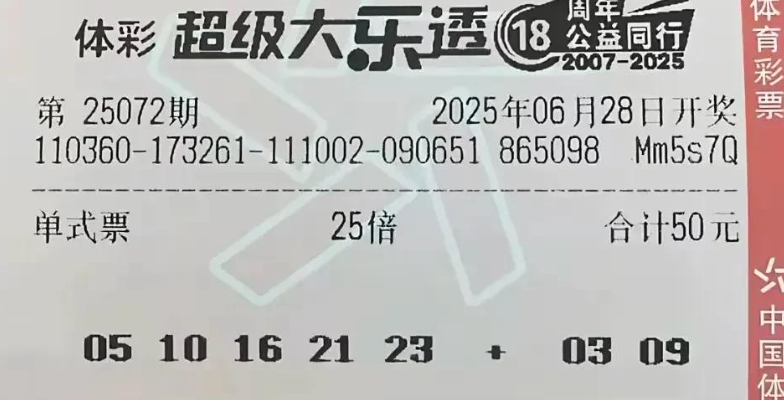 体彩 超级大乐透 18 周年
公益同行
2007-2025
第 25072期 2025年06月28日开奖
110360-173261-111002-090651 865098 Mm5s7Q
单式票 25倍 合计50元
05 10 16 21 23 + 03 09
体育彩票
中国体